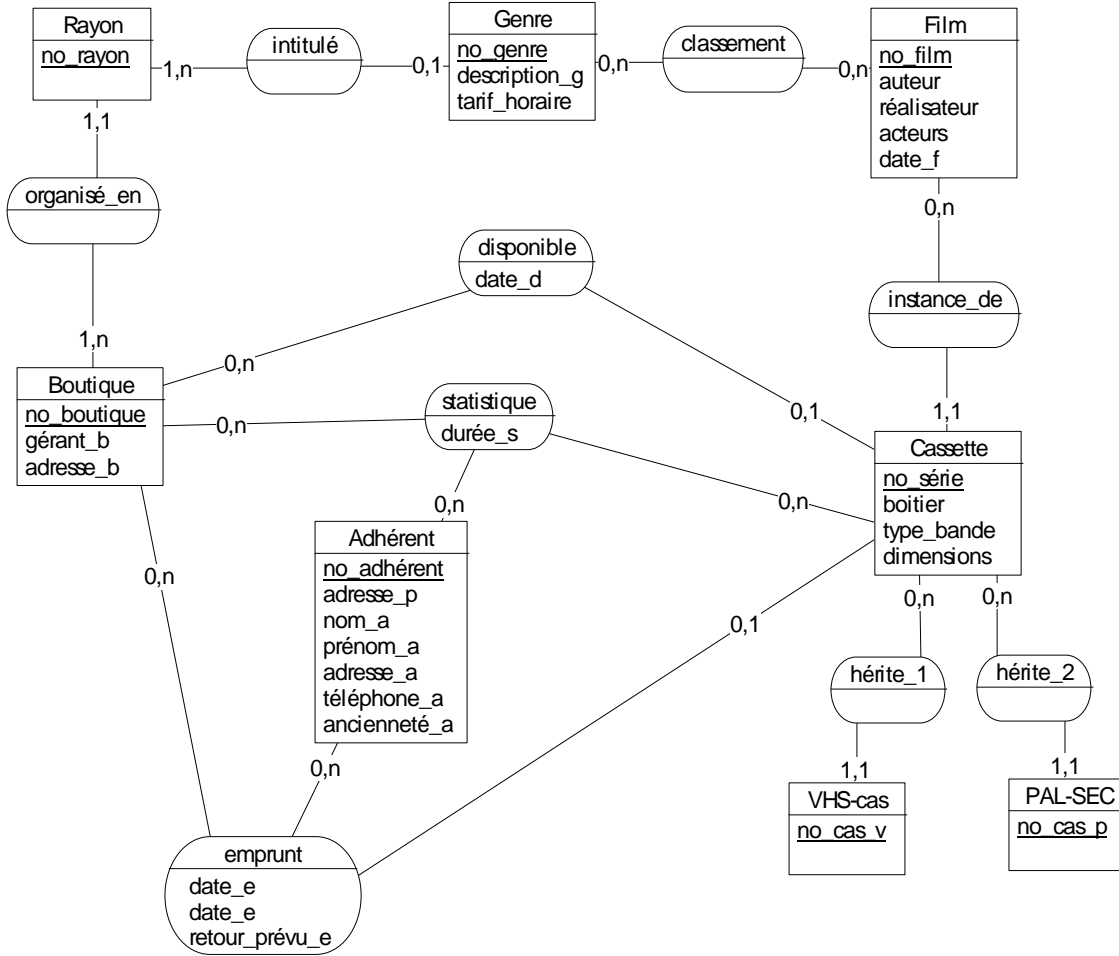 Rayon
no_rayon
1,n
intitulé
0,1
Genre
no_genre
description_g
tarif_horaire
0,n
classement
0,n
Film
no_film
auteur
réalisateur
acteurs
date_f
1,1
organisé_en
1,n
0,n
instance_de
1,1
disponible
date_d
0,n
0,1
Boutique
no_boutique
gérant_b
adresse_b
0,n
statistique
durée_s
0,n
0,n
Cassette
no_série
boitier
type_bande
dimensions
Adhérent
no_adhérent
adresse_p
nom_a
prénom_a
adresse_a
téléphone_a
ancienneté_a
0,n
0,n
0,1
0,n
0,n
hérite_1
hérite_2
1,1
1,1
VHS-cas
no_cas_v
PAL-SEC
no_cas_p
emprunt
date_e
date_e
retour_prévu_e